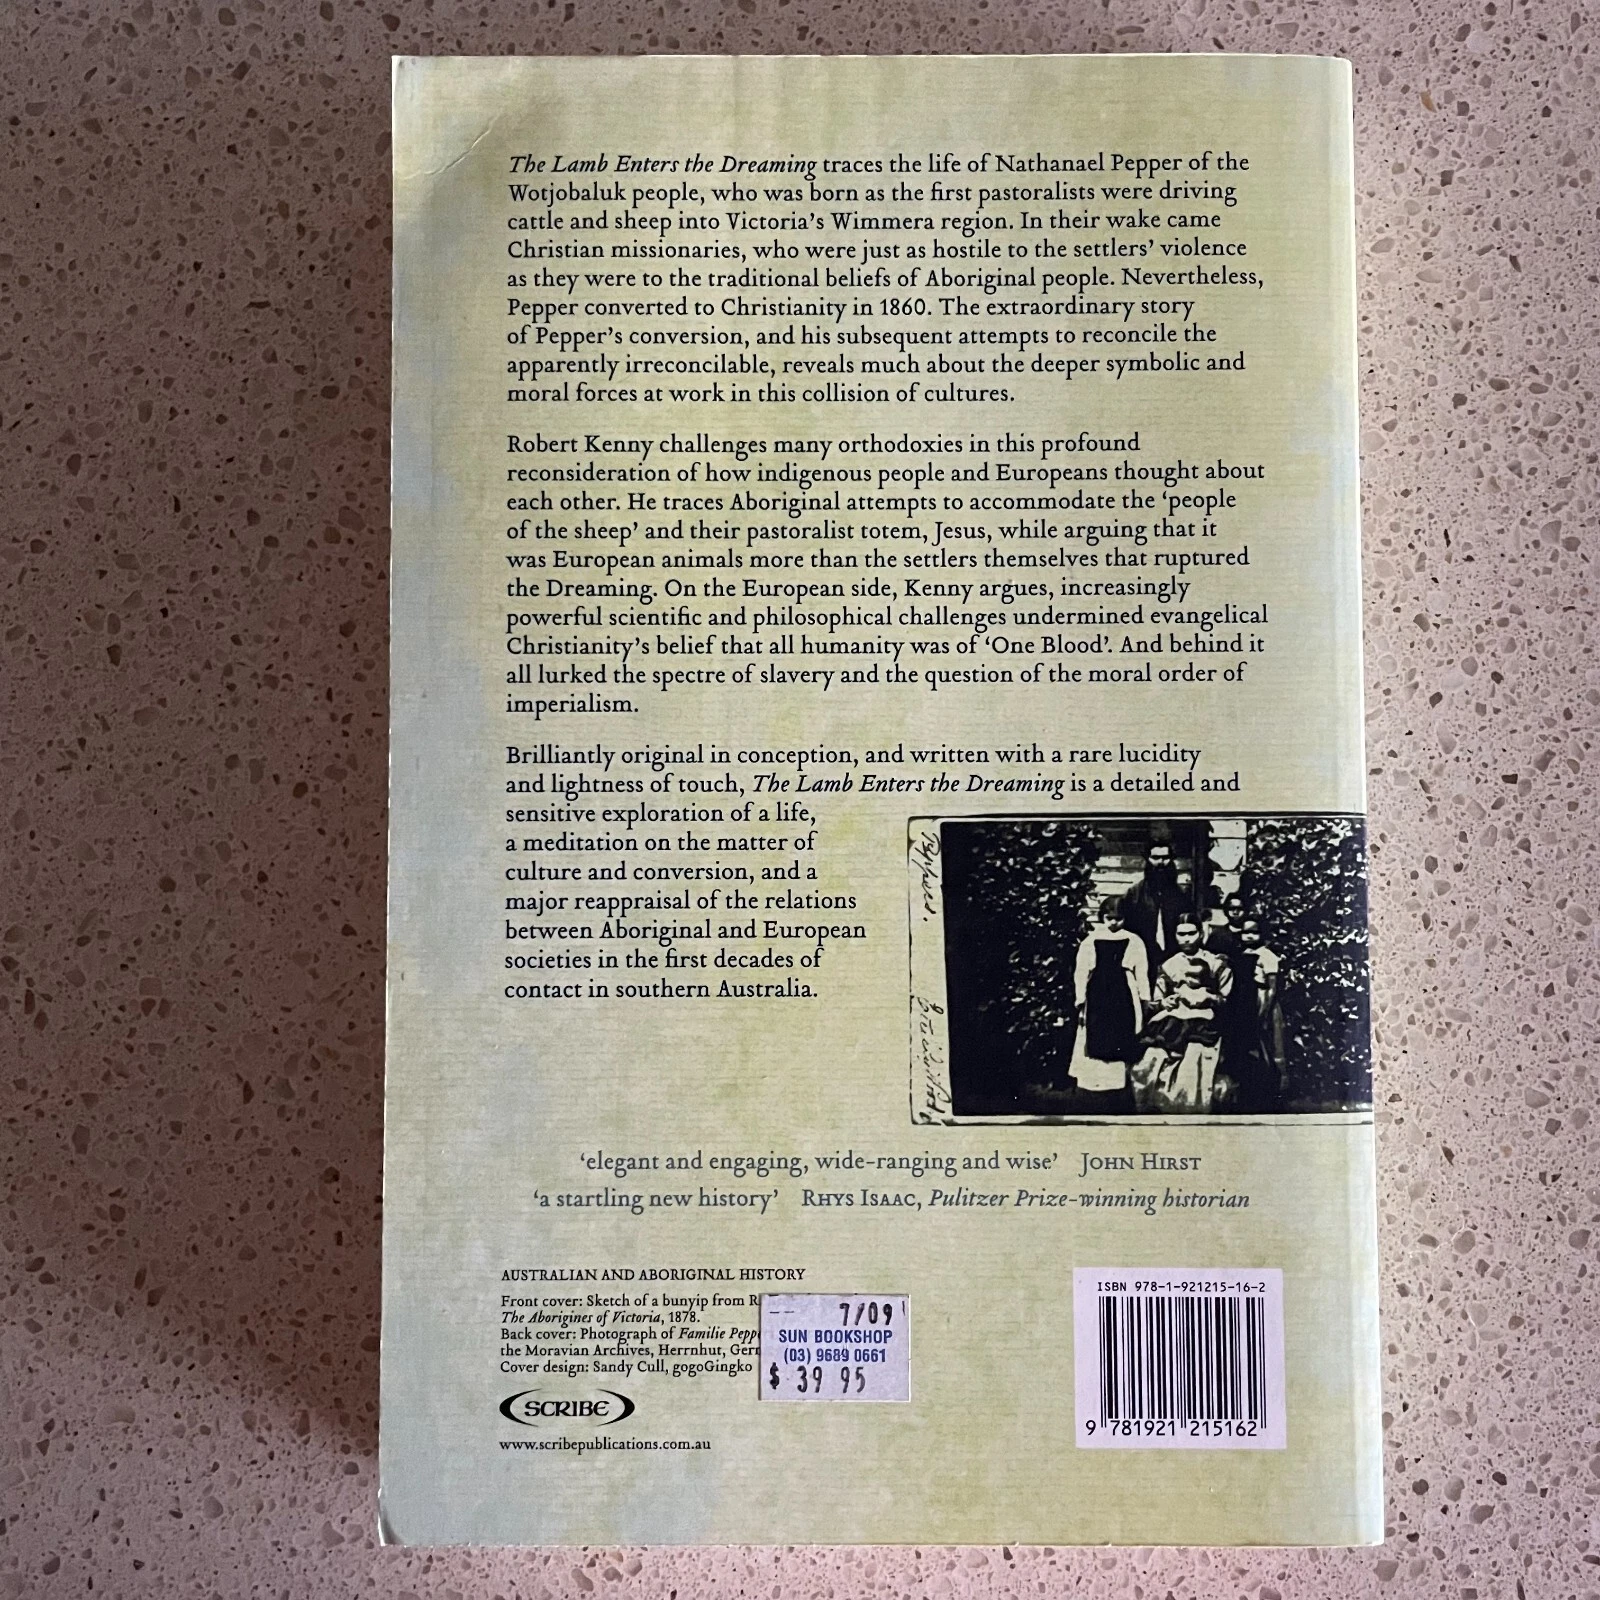 The Lamb Enters the Dreaming traces the life of Nathanael Pepper of the
Wotjobaluk people, who was born as the first pastoralists were driving
cattle and sheep into Victoria's Wimmera region. In their wake came
Christian missionaries, who were just as hostile to the settlers' violence
as they were to the traditional beliefs of Aboriginal people. Nevertheless,
Pepper converted to Christianity in 1860. The extraordinary story
of Pepper's conversion, and his subsequent attempts to reconcile the
apparently irreconcilable, reveals much about the deeper symbolic and
moral forces at work in this collision of cultures.
Robert Kenny challenges many orthodoxies in this profound
reconsideration of how indigenous people and Europeans thought about
each other. He traces Aboriginal attempts to accommodate the 'people
of the sheep' and their pastoralist totem, Jesus, while arguing that it
was European animals more than the settlers themselves that ruptured
the Dreaming. On the European side, Kenny argues, increasingly
powerful scientific and philosophical challenges undermined evangelical
Christianity's belief that all humanity was of 'One Blood'. And behind it
all lurked the spectre of slavery and the question of the moral order of
imperialism.
Brilliantly original in conception, and written with a rare lucidity
and lightness of touch, The Lamb Enters the Dreaming is a detailed and
sensitive exploration of a life,
a meditation on the matter of
culture and conversion, and a
major reappraisal of the relations
between Aboriginal and European
societies in the first decades of
contact in southern Australia.
Peppers.
'elegant and engaging, wide-ranging and wise' JOHN HIRST
'a startling new history' RHYS ISAAC, Pulitzer Prize-winning historian
AUSTRALIAN AND ABORIGINAL HISTORY
Front cover: Sketch of a bunyip from R.
The Aborigines of Victoria, 1878.
Back cover: Photograph of Familie Pepp
the Moravian Archives, Herrnhut, Ger
Cover design: Sandy Cull, gogoGingko
SCRIBE
www.scribepublications.com.au
7/09
SUN BOOKSHOP
(03) 9689 0661
$ 39 95
ISBN 978-1-921215-16-2
9 781921 215162